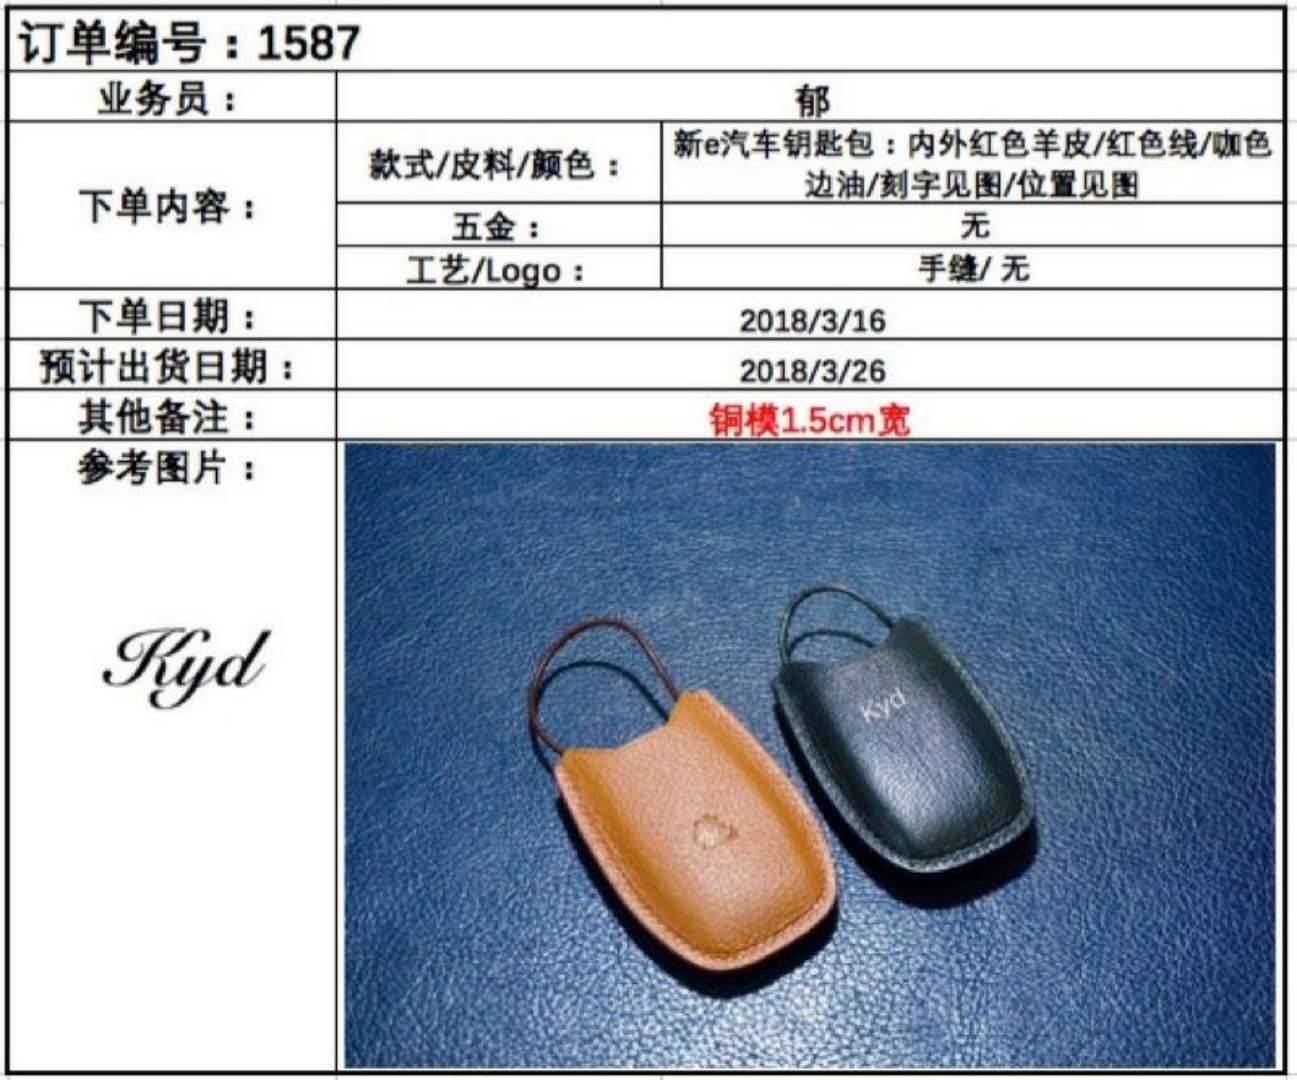 订单编号：1587
业务员：
郁
下单内容：
款式/皮料/颜色：
新e汽车钥匙包：内外红色羊皮/红色线/咖色
边油/刻字见图/位置见图
五金：
无
工艺/Logo：
手缝/ 无
下单日期：
2018/3/16
预计出货日期：
2018/3/26
其他备注：
铜模1.5cm宽
参考图片：
Kyd
Kyd